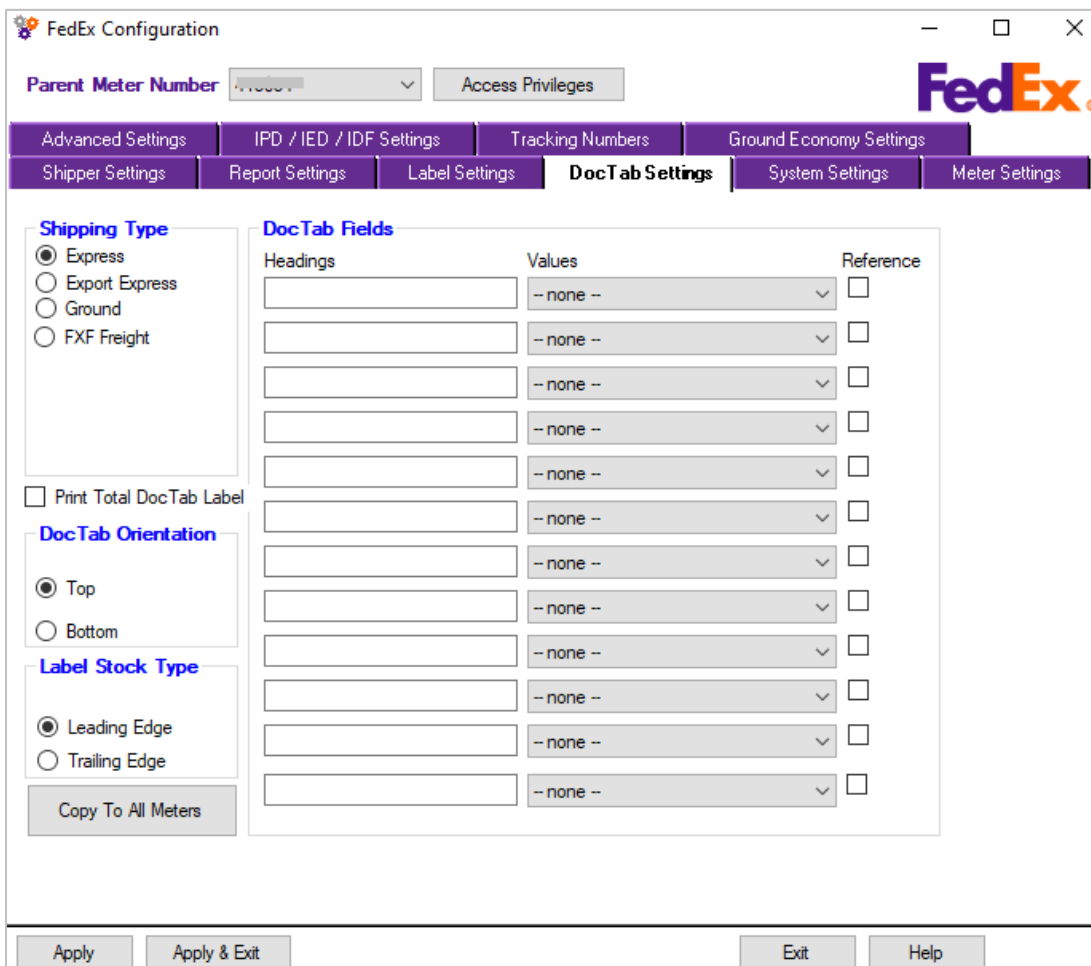 FedEx Configuration
Parent Meter Number Access Privileges FedEx
Advanced Settings IPD / IED / IDF Settings Tracking Numbers Ground Economy Settings
Shipper Settings Report Settings Label Settings DocTab Settings System Settings Meter Settings
Shipping Type
Express
Export Express
Ground
FXF Freight
Print Total DocTab Label
DocTab Orientation
Top
Bottom
Label Stock Type
Leading Edge
Trailing Edge
Copy To All Meters
DocTab Fields
Headings Values Reference
-- none --
-- none --
-- none --
-- none --
-- none --
-- none --
-- none --
-- none --
-- none --
-- none --
-- none --
-- none --
Apply Apply & Exit Exit Help